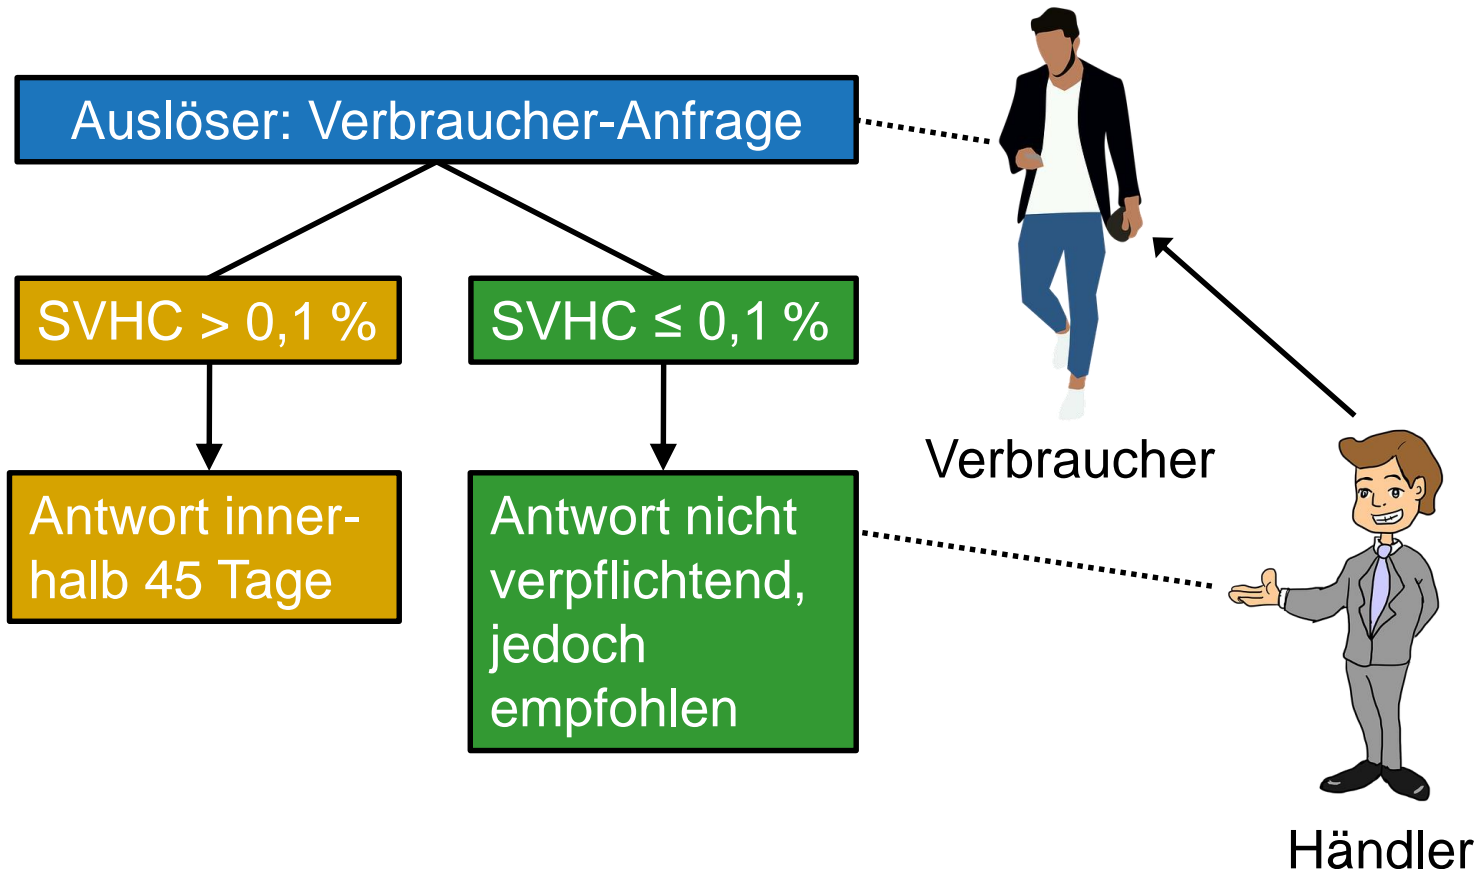 Auslöser: Verbraucher-Anfrage
SVHC > 0,1 %
SVHC ≤ 0,1 %
Antwort inner-
halb 45 Tage
Antwort nicht
verpflichtend,
jedoch
empfohlen
Verbraucher
Händler